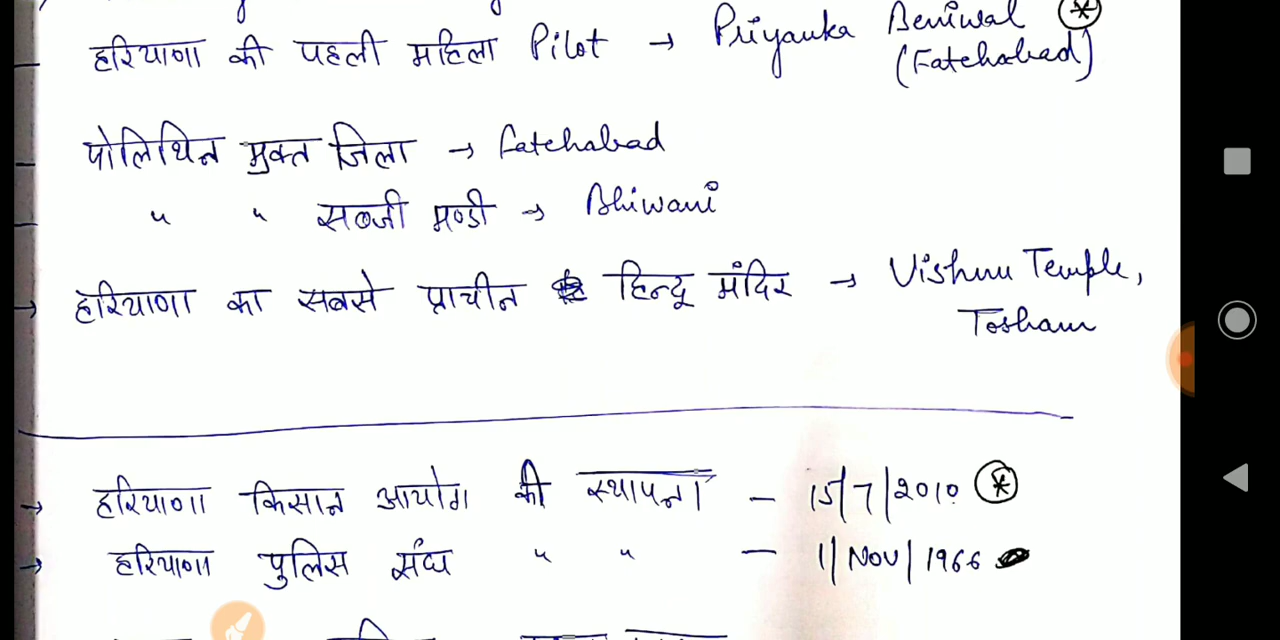 हरियाणा की पहली महिला Pilot → Priyanka Beniwal
(Fatehabad)
पोलिथिन मुक्त जिला → Fatehabad
" " सब्जी मण्डी → Bhiwani
→ हरियाणा का सबसे प्राचीन हिन्दू मंदिर → Vishnu Temple,
Tosham
→ हरियाणा किसान आयोग की स्थापना - 15/7/2010
→ हरियाणा पुलिस संघ " " - 1/Nov/1966